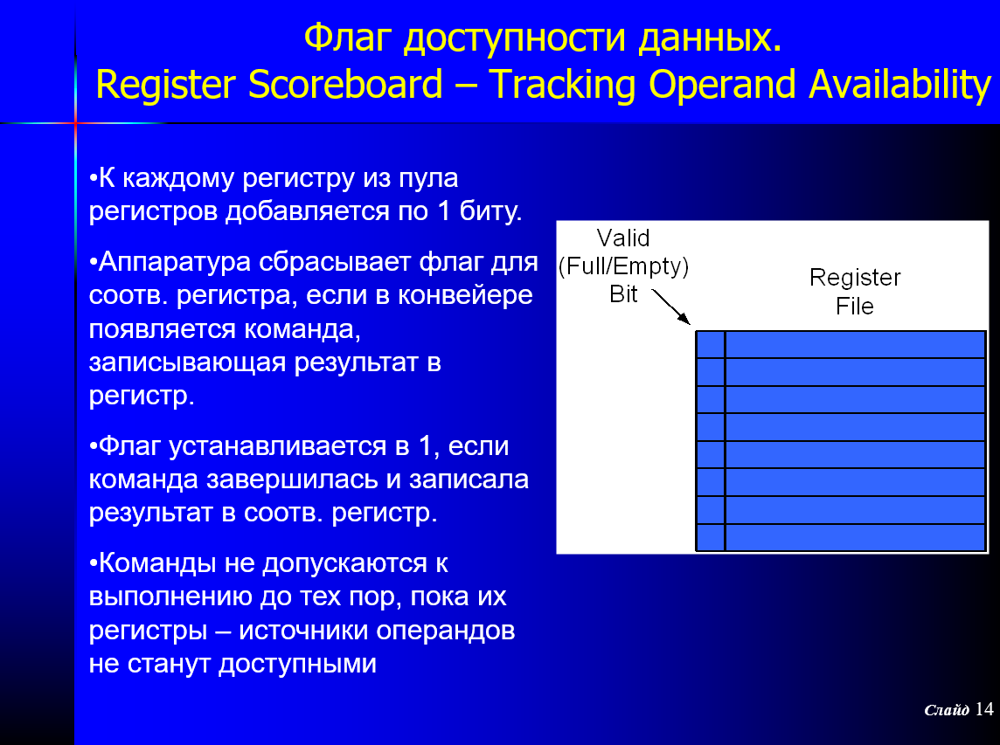 Флаг доступности данных.
Register Scoreboard – Tracking Operand Availability
•К каждому регистру из пула
регистров добавляется по 1 биту.
•Аппаратура сбрасывает флаг для
соотв. регистра, если в конвейере
появляется команда,
записывающая результат в
регистр.
•Флаг устанавливается в 1, если
команда завершилась и записала
результат в соотв. регистр.
•Команды не допускаются к
выполнению до тех пор, пока их
регистры – источники операндов
не станут доступными
Valid
(Full/Empty)
Bit
Register
File
Слайд 14